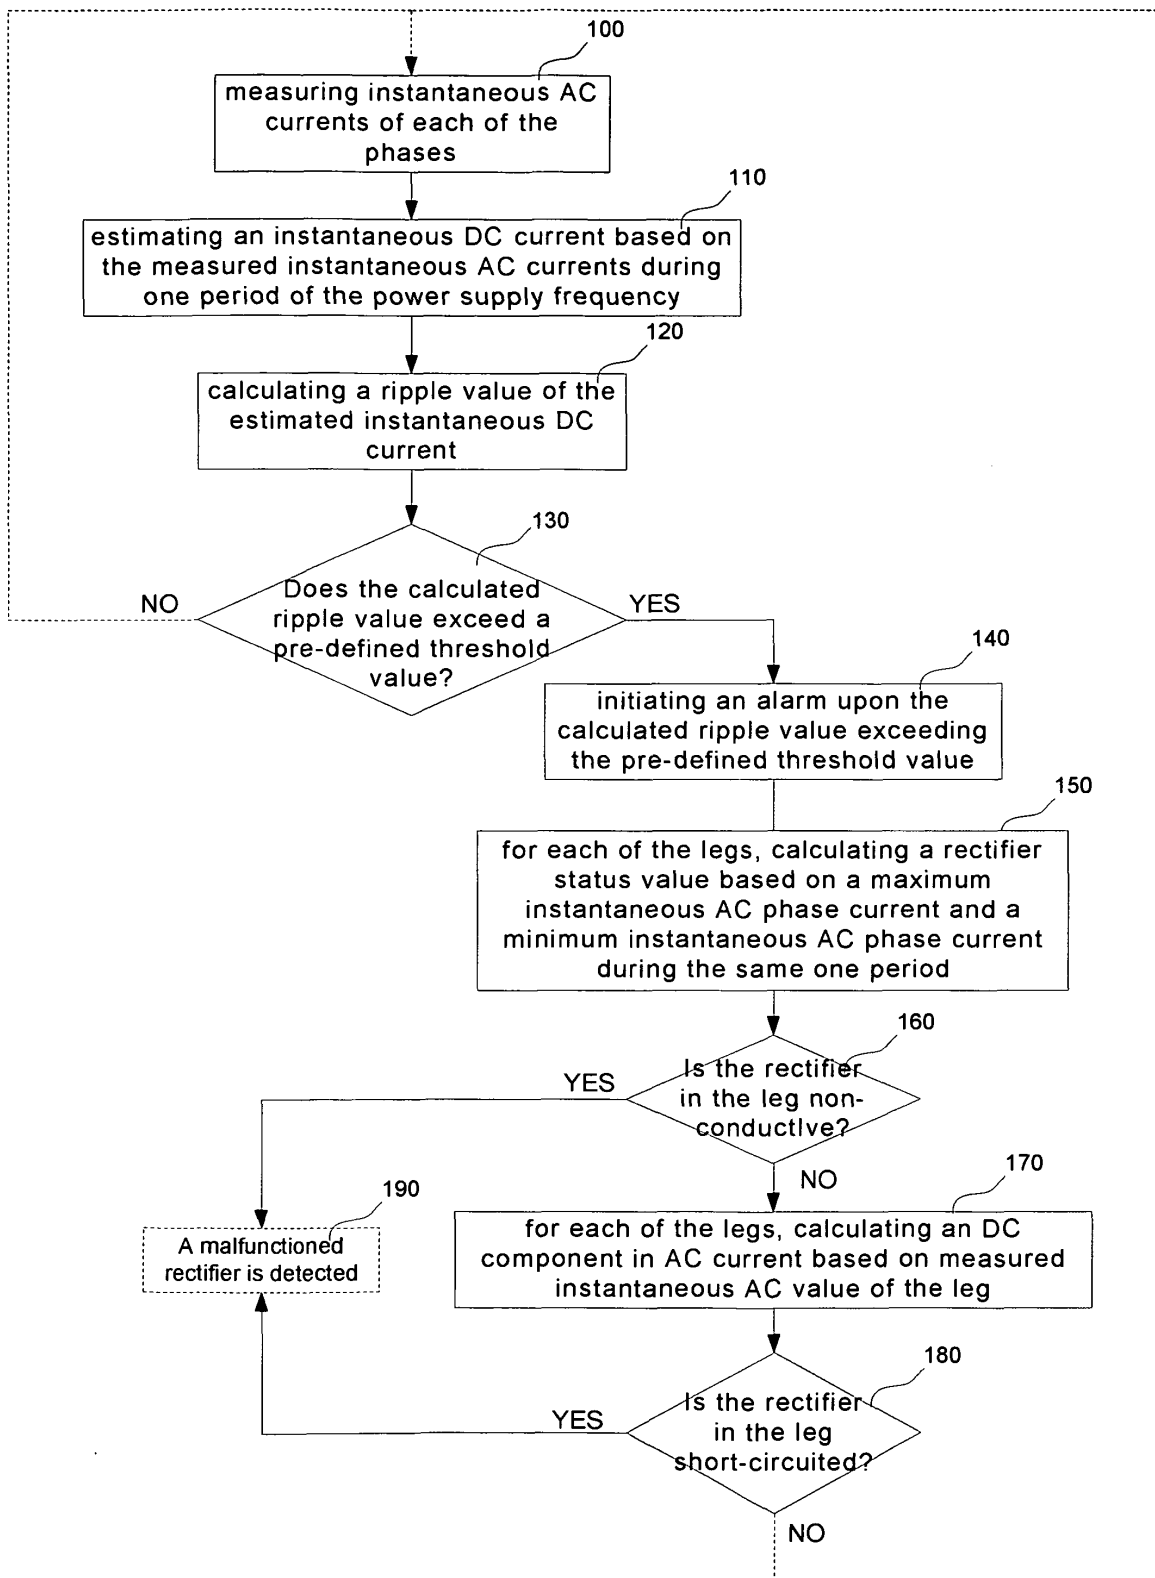 100
measuring instantaneous AC
currents of each of the
phases
110
estimating an instantaneous DC current based on
the measured instantaneous AC currents during
one period of the power supply frequency
120
calculating a ripple value of the
estimated instantaneous DC
current
130
Does the calculated
ripple value exceed a
pre-defined threshold
value?
NO
YES
140
initiating an alarm upon the
calculated ripple value exceeding
the pre-defined threshold value
150
for each of the legs, calculating a rectifier
status value based on a maximum
instantaneous AC phase current and a
minimum instantaneous AC phase current
during the same one period
160
Is the rectifier
in the leg non-
conductIve?
YES
NO
170
for each of the legs, calculating an DC
component in AC current based on measured
instantaneous AC value of the leg
190
A malfunctioned
rectifier is detected
180
Is the rectifier
in the leg
short-circuited?
YES
NO